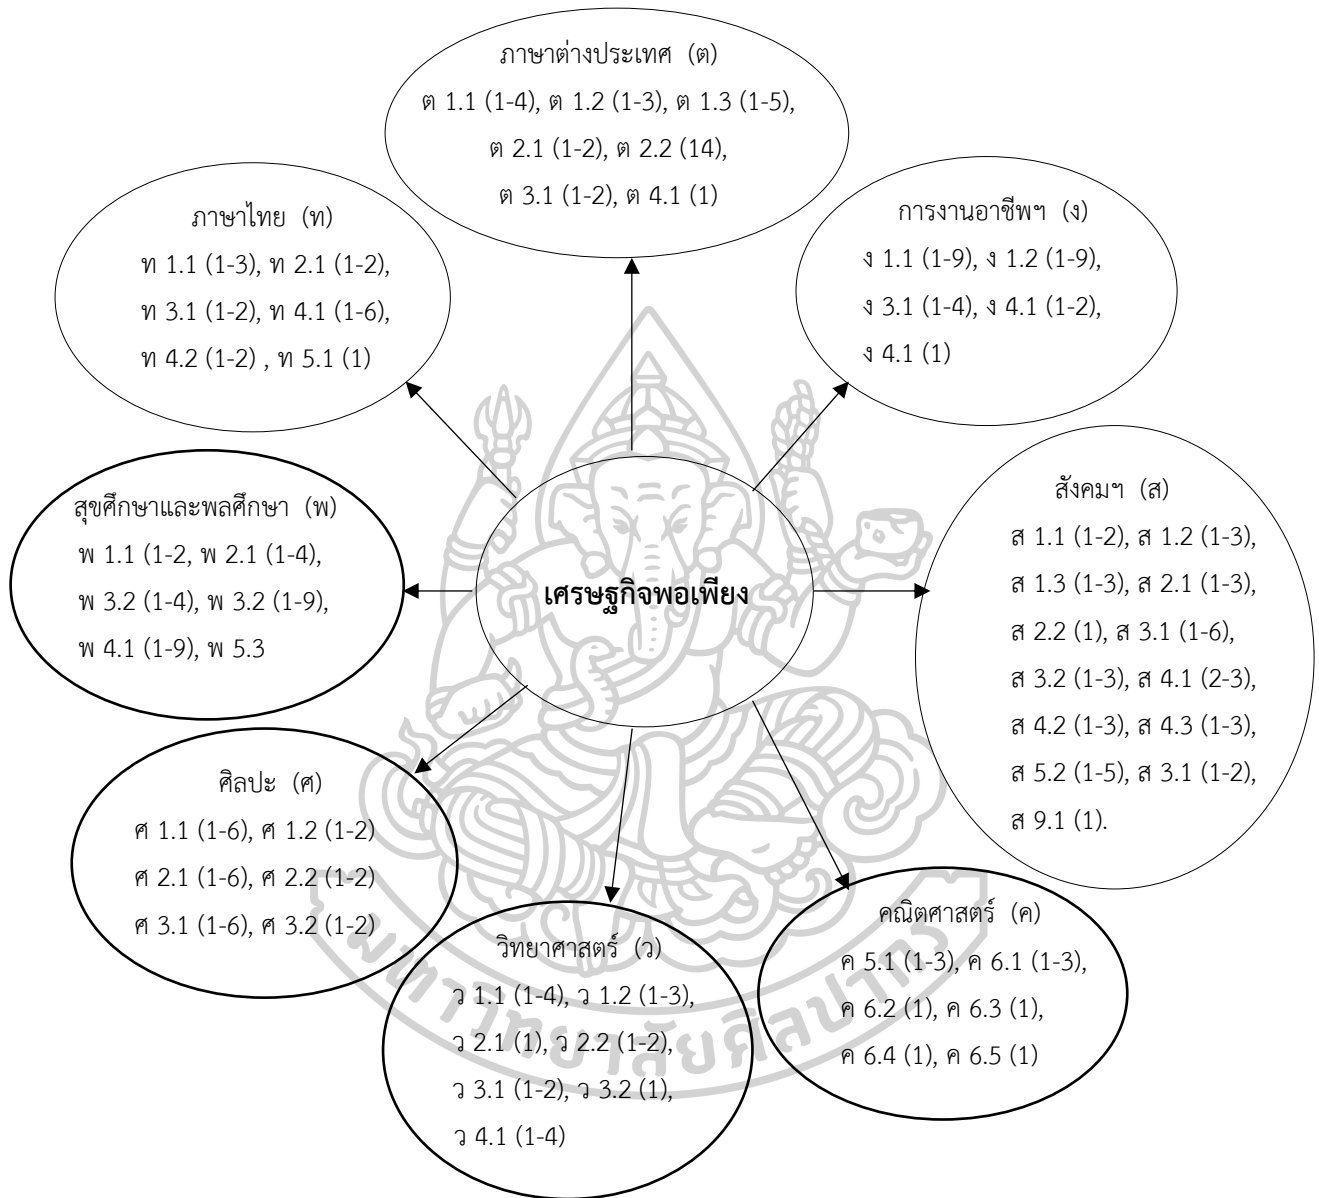 ภาษาต่างประเทศ (ต)
ต 1.1 (1-4), ต 1.2 (1-3), ต 1.3 (1-5),
ต 2.1 (1-2), ต 2.2 (14),
ต 3.1 (1-2), ต 4.1 (1)
ภาษาไทย (ท)
ท 1.1 (1-3), ท 2.1 (1-2),
ท 3.1 (1-2), ท 4.1 (1-6),
ท 4.2 (1-2) , ท 5.1 (1)
การงานอาชีพฯ (ง)
ง 1.1 (1-9), ง 1.2 (1-9),
ง 3.1 (1-4), ง 4.1 (1-2),
ง 4.1 (1)
สุขศึกษาและพลศึกษา (พ)
พ 1.1 (1-2, พ 2.1 (1-4),
พ 3.2 (1-4), พ 3.2 (1-9),
พ 4.1 (1-9), พ 5.3
เศรษฐกิจพอเพียง
สังคมฯ (ส)
ส 1.1 (1-2), ส 1.2 (1-3),
ส 1.3 (1-3), ส 2.1 (1-3),
ส 2.2 (1), ส 3.1 (1-6),
ส 3.2 (1-3), ส 4.1 (2-3),
ส 4.2 (1-3), ส 4.3 (1-3),
ส 5.2 (1-5), ส 3.1 (1-2),
ส 9.1 (1).
ศิลปะ (ศ)
ศ 1.1 (1-6), ศ 1.2 (1-2)
ศ 2.1 (1-6), ศ 2.2 (1-2)
ศ 3.1 (1-6), ศ 3.2 (1-2)
วิทยาศาสตร์ (ว)
ว 1.1 (1-4), ว 1.2 (1-3),
ว 2.1 (1), ว 2.2 (1-2),
ว 3.1 (1-2), ว 3.2 (1),
ว 4.1 (1-4)
คณิตศาสตร์ (ค)
ค 5.1 (1-3), ค 6.1 (1-3),
ค 6.2 (1), ค 6.3 (1),
ค 6.4 (1), ค 6.5 (1)
มหาวิทยาลัยศิลปากร